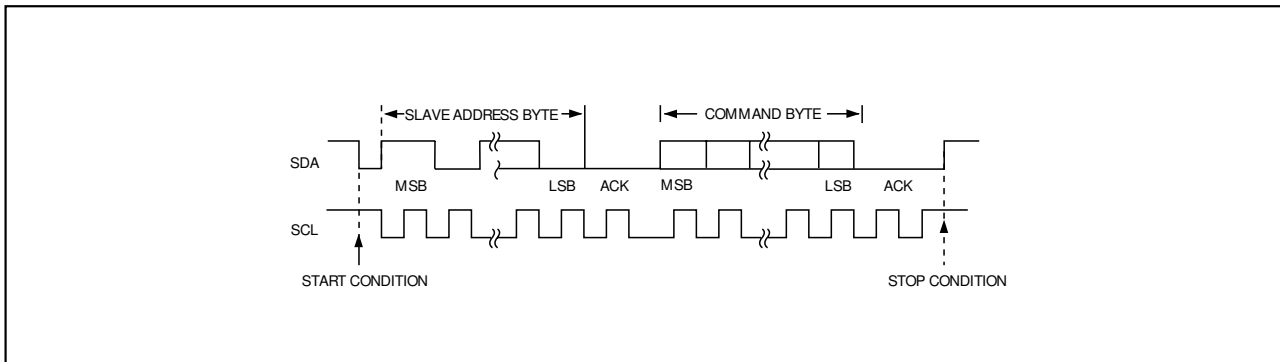 SLAVE ADDRESS BYTE COMMAND BYTE
SDA
MSB LSB ACK MSB LSB ACK
SCL
START CONDITION STOP CONDITION